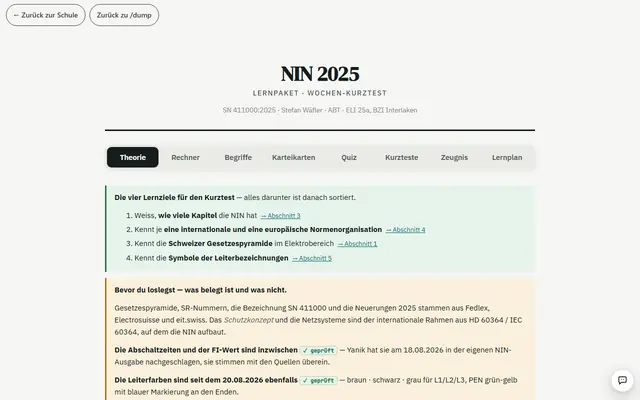 ← Zurück zur Schule
Zurück zu /dump
NIN 2025
LERNPAKET · WOCHEN-KURZTEST
SN 411000:2025 · Stefan Wäfler · ABT · ELI 25a, BZI Interlaken
Theorie
Rechner
Begriffe
Karteikarten
Quiz
Kurzteste
Zeugnis
Lernplan
Die vier Lernziele für den Kurztest — alles darunter ist danach sortiert.
1. Weiss, wie viele Kapitel die NIN hat → Abschnitt 3
2. Kennt je eine internationale und eine europäische Normenorganisation → Abschnitt 4
3. Kennt die Schweizer Gesetzespyramide im Elektrobereich → Abschnitt 1
4. Kennt die Symbole der Leiterbezeichnungen → Abschnitt 5
Bevor du loslegst — was belegt ist und was nicht.
Gesetzespyramide, SR-Nummern, die Bezeichnung SN 411000 und die Neuerungen 2025 stammen aus Fedlex,
Electrosuisse und eit.swiss. Das Schutzkonzept und die Netzsysteme sind der internationale Rahmen aus HD 60364 / IEC
60364, auf dem die NIN aufbaut.
Die Abschaltzeiten und der FI-Wert sind inzwischen ✓ geprüft — Yanik hat sie am 18.08.2026 in der eigenen NIN-
Ausgabe nachgeschlagen, sie stimmen mit den Quellen überein.
Die Leiterfarben sind seit dem 20.08.2026 ebenfalls ✓ geprüft — braun · schwarz · grau für L1/L2/L3, PEN grün-gelb
mit blauer Markierung an den Enden.